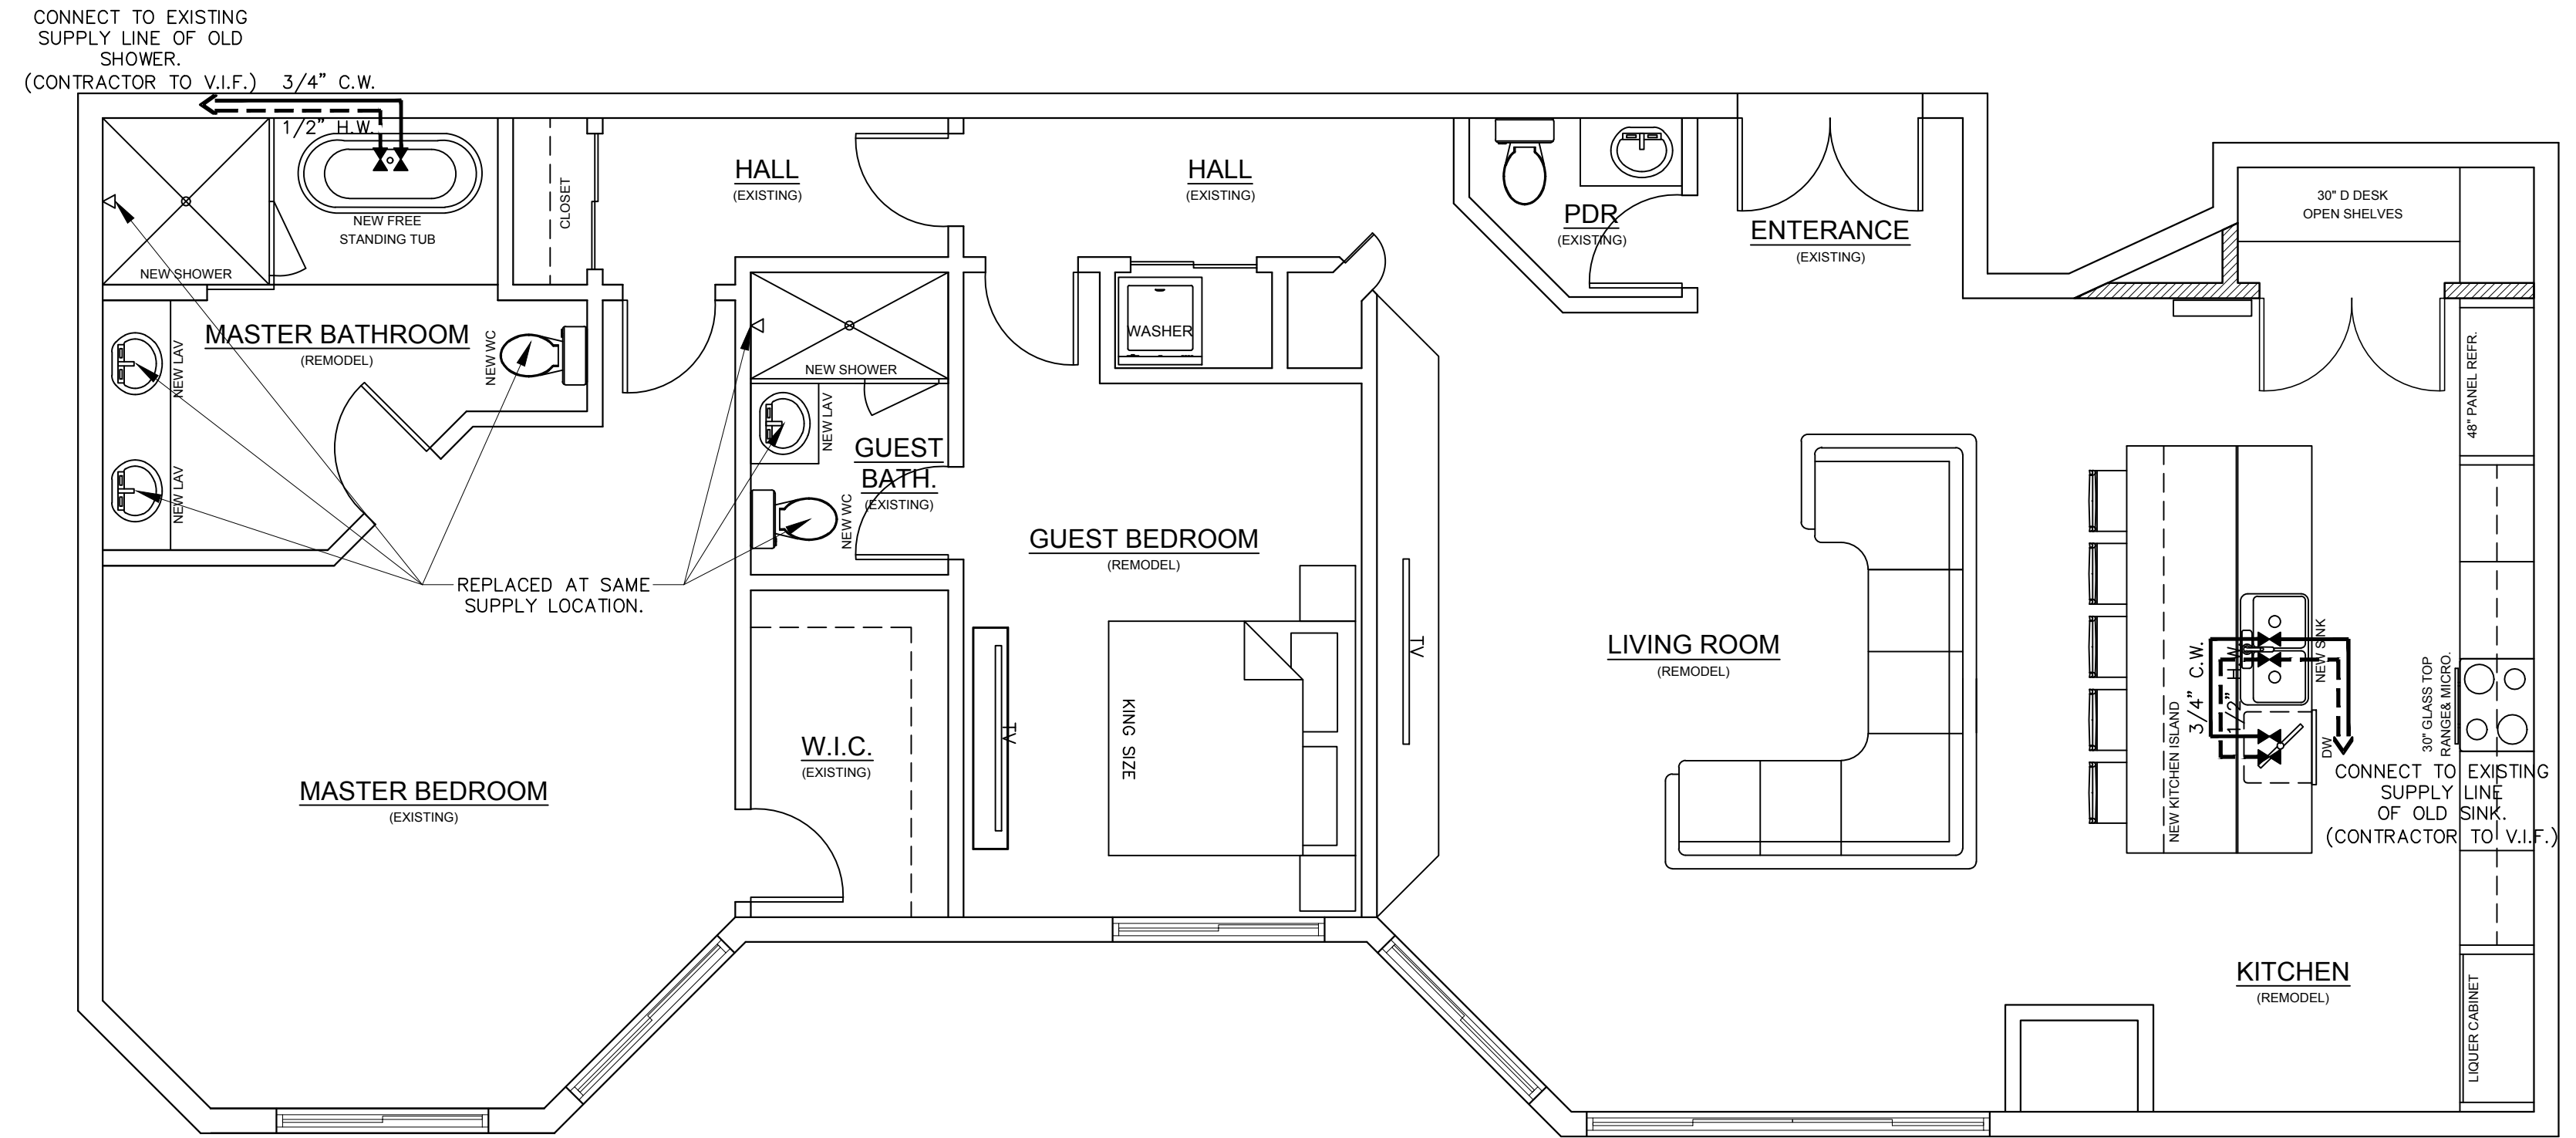 CONNECT TO EXISTING
SUPPLY LINE OF OLD
SHOWER.
(CONTRACTOR TO V.I.F.)
3/4" C.W.
1/2" H.W.
NEW FREE
STANDING TUB
NEW SHOWER
CLOSET
HALL
(EXISTING)
HALL
(EXISTING)
PDR
(EXISTING)
ENTERANCE
(EXISTING)
30" D DESK
OPEN SHELVES
MASTER BATHROOM
(REMODEL)
NEW LAV
NEW LAV
NEW WC
NEW SHOWER
NEW LAV
GUEST
BATH.
(EXISTING)
NEW WC
WASHER
48" PANEL REFR.
REPLACED AT SAME
SUPPLY LOCATION.
GUEST BEDROOM
(REMODEL)
TV
KING SIZE
TV
LIVING ROOM
(REMODEL)
3/4" C.W.
1/2" H.W.
NEW SINK
NEW KITCHEN ISLAND
DW
30" GLASS TOP
RANGE& MICRO.
CONNECT TO EXISTING
SUPPLY LINE
OF OLD SINK.
(CONTRACTOR TO V.I.F.)
W.I.C.
(EXISTING)
MASTER BEDROOM
(EXISTING)
KITCHEN
(REMODEL)
LIQUER CABINET